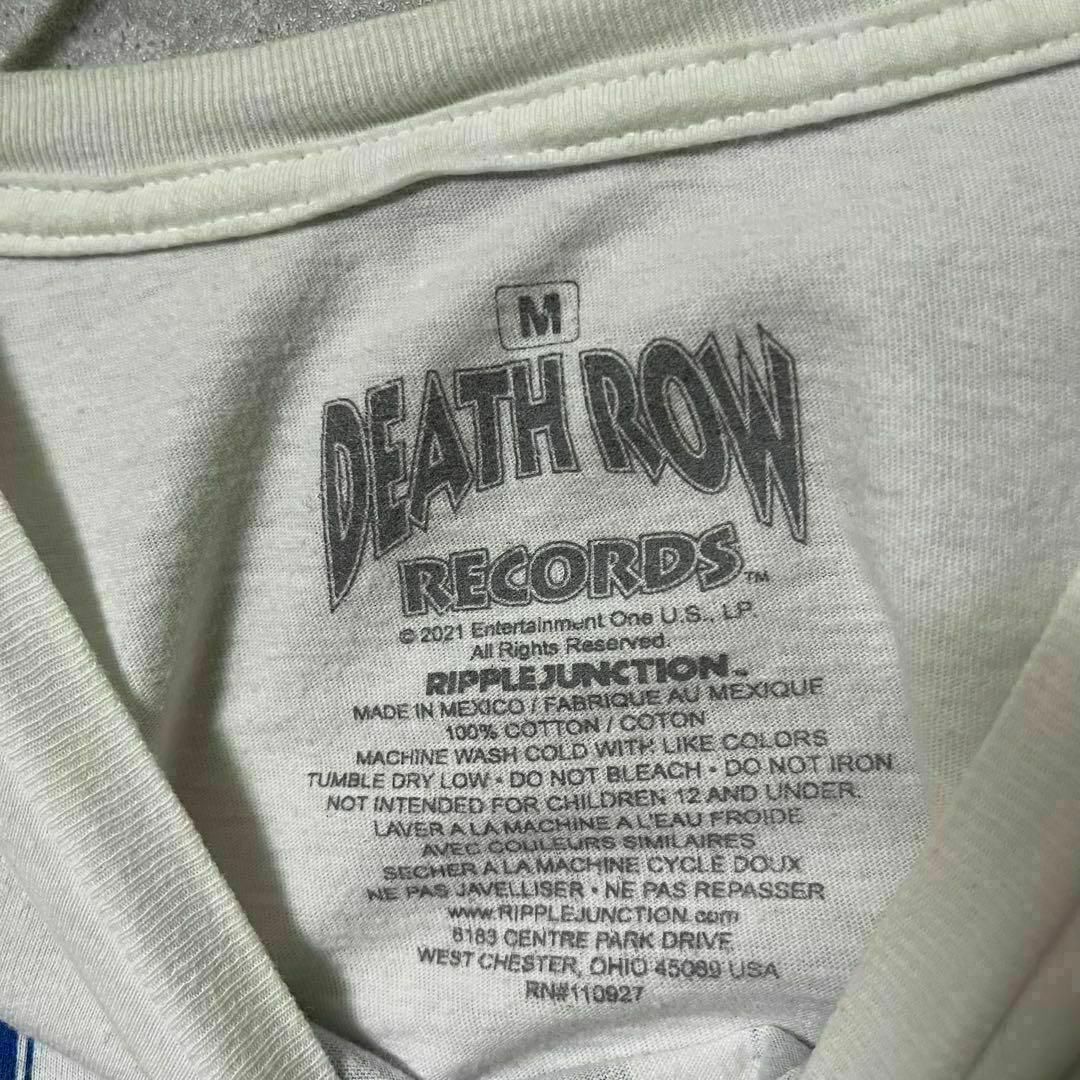 M
DEATH ROW
RECORDS™
© 2021 Entertainment One U.S., LP.
All Rights Reserved.
RIPPLE JUNCTION™
MADE IN MEXICO / FABRIQUE AU MEXIQUE
100% COTTON / COTON
MACHINE WASH COLD WITH LIKE COLORS
TUMBLE DRY LOW • DO NOT BLEACH • DO NOT IRON
NOT INTENDED FOR CHILDREN 12 AND UNDER.
LAVER A LA MACHINE A L'EAU FROIDE
AVEC COULEURS SIMILAIRES
SECHER A LA MACHINE CYCLE DOUX
NE PAS JAVELLISER • NE PAS REPASSER
www.RIPPLEJUNCTION.com
6183 CENTRE PARK DRIVE
WEST CHESTER, OHIO 45069 USA
RN#110927